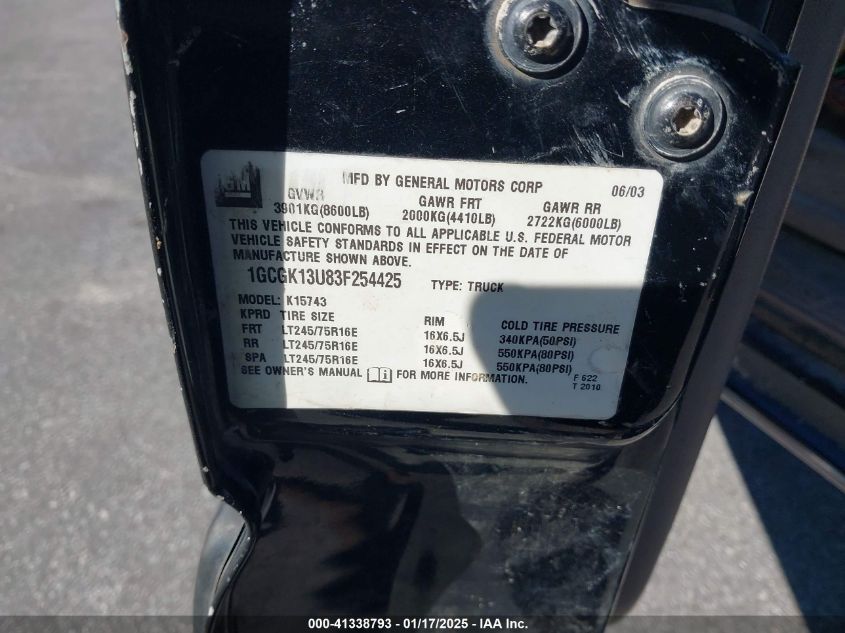 GM
MFD BY GENERAL MOTORS CORP 06/03
GVWR GAWR FRT GAWR RR
3901KG(8600LB) 2000KG(4410LB) 2722KG(6000LB)
THIS VEHICLE CONFORMS TO ALL APPLICABLE U.S. FEDERAL MOTOR
VEHICLE SAFETY STANDARDS IN EFFECT ON THE DATE OF
MANUFACTURE SHOWN ABOVE.
1GCGK13U83F254425 TYPE: TRUCK
MODEL: K15743
KPRD TIRE SIZE RIM COLD TIRE PRESSURE
FRT LT245/75R16E 16X6.5J 340KPA(50PSI)
RR LT245/75R16E 16X6.5J 550KPA(80PSI)
SPA LT245/75R16E 16X6.5J 550KPA(80PSI)
SEE OWNER'S MANUAL FOR MORE INFORMATION.
F 622
T 2010
000-41338793 - 01/17/2025 - IAA Inc.